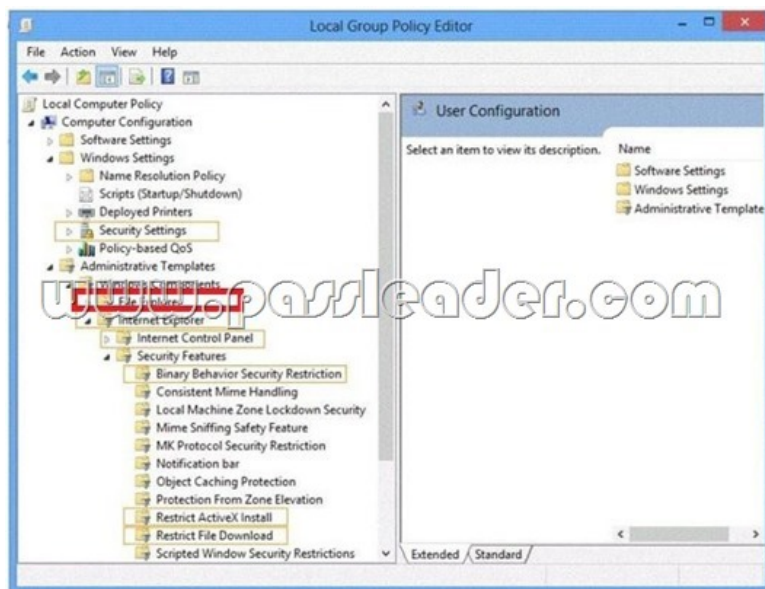 Local Group Policy Editor
File Action View Help
Local Computer Policy
Computer Configuration
Software Settings
Windows Settings
Name Resolution Policy
Scripts (Startup/Shutdown)
Deployed Printers
Security Settings
Policy-based QoS
Administrative Templates
Windows Components
File Explorer
Internet Explorer
Internet Control Panel
Security Features
Binary Behavior Security Restriction
Consistent Mime Handling
Local Machine Zone Lockdown Security
Mime Sniffing Safety Feature
MK Protocol Security Restriction
Notification bar
Object Caching Protection
Protection From Zone Elevation
Restrict ActiveX Install
Restrict File Download
Scripted Window Security Restrictions
User Configuration
Select an item to view its description.
Name
Software Settings
Windows Settings
Administrative Template
Extended Standard
www.passleader.com